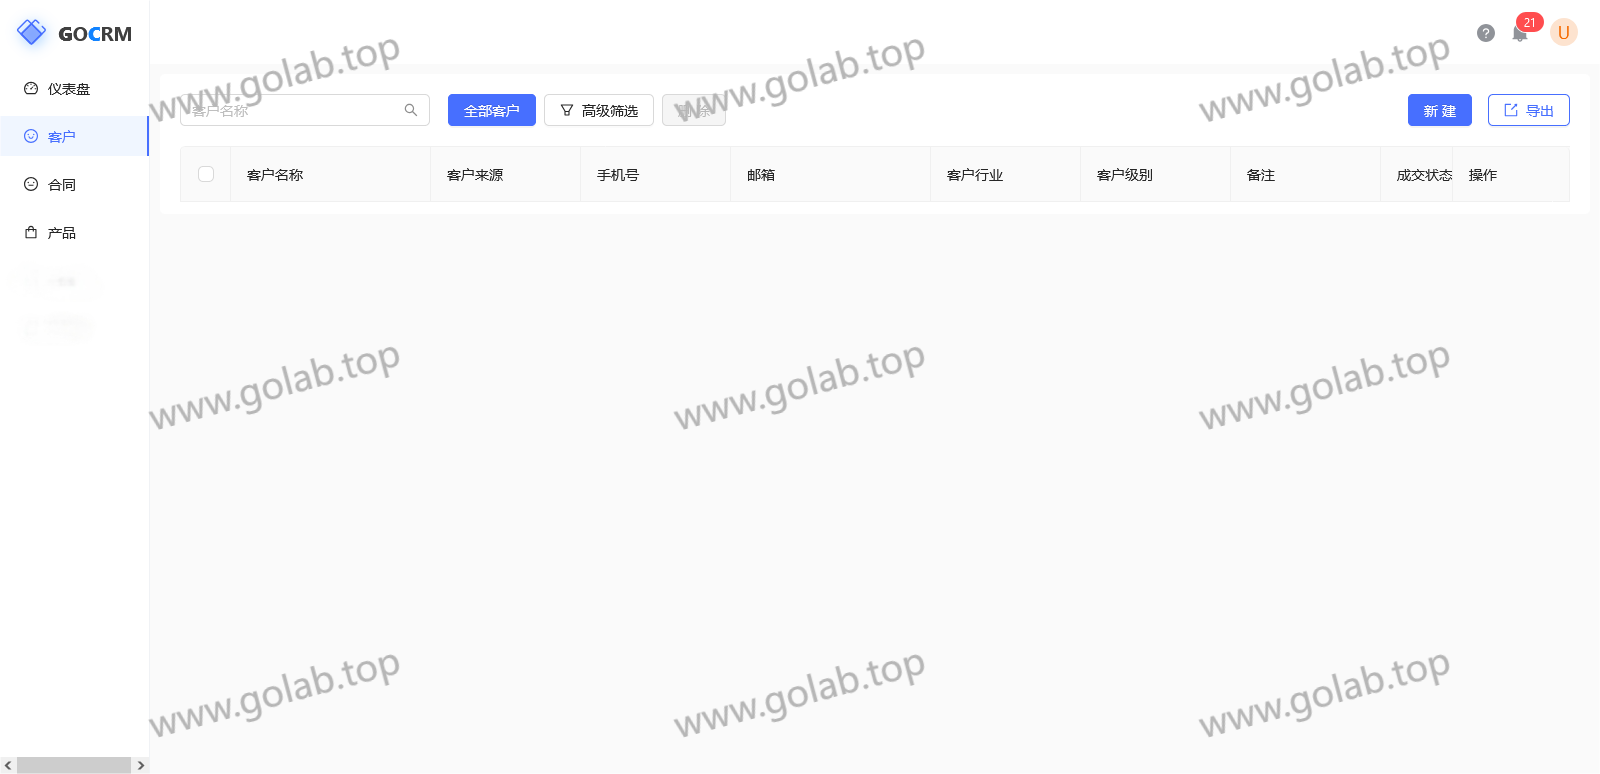 GOCRM
21
U
仪表盘
客户
合同
产品
客户名称
全部客户
高级筛选
删 除
新 建
导出
客户名称 客户来源 手机号 邮箱 客户行业 客户级别 备注 成交状态 操作
www.golab.top
www.golab.top
www.golab.top
www.golab.top
www.golab.top
www.golab.top
www.golab.top
www.golab.top
www.golab.top